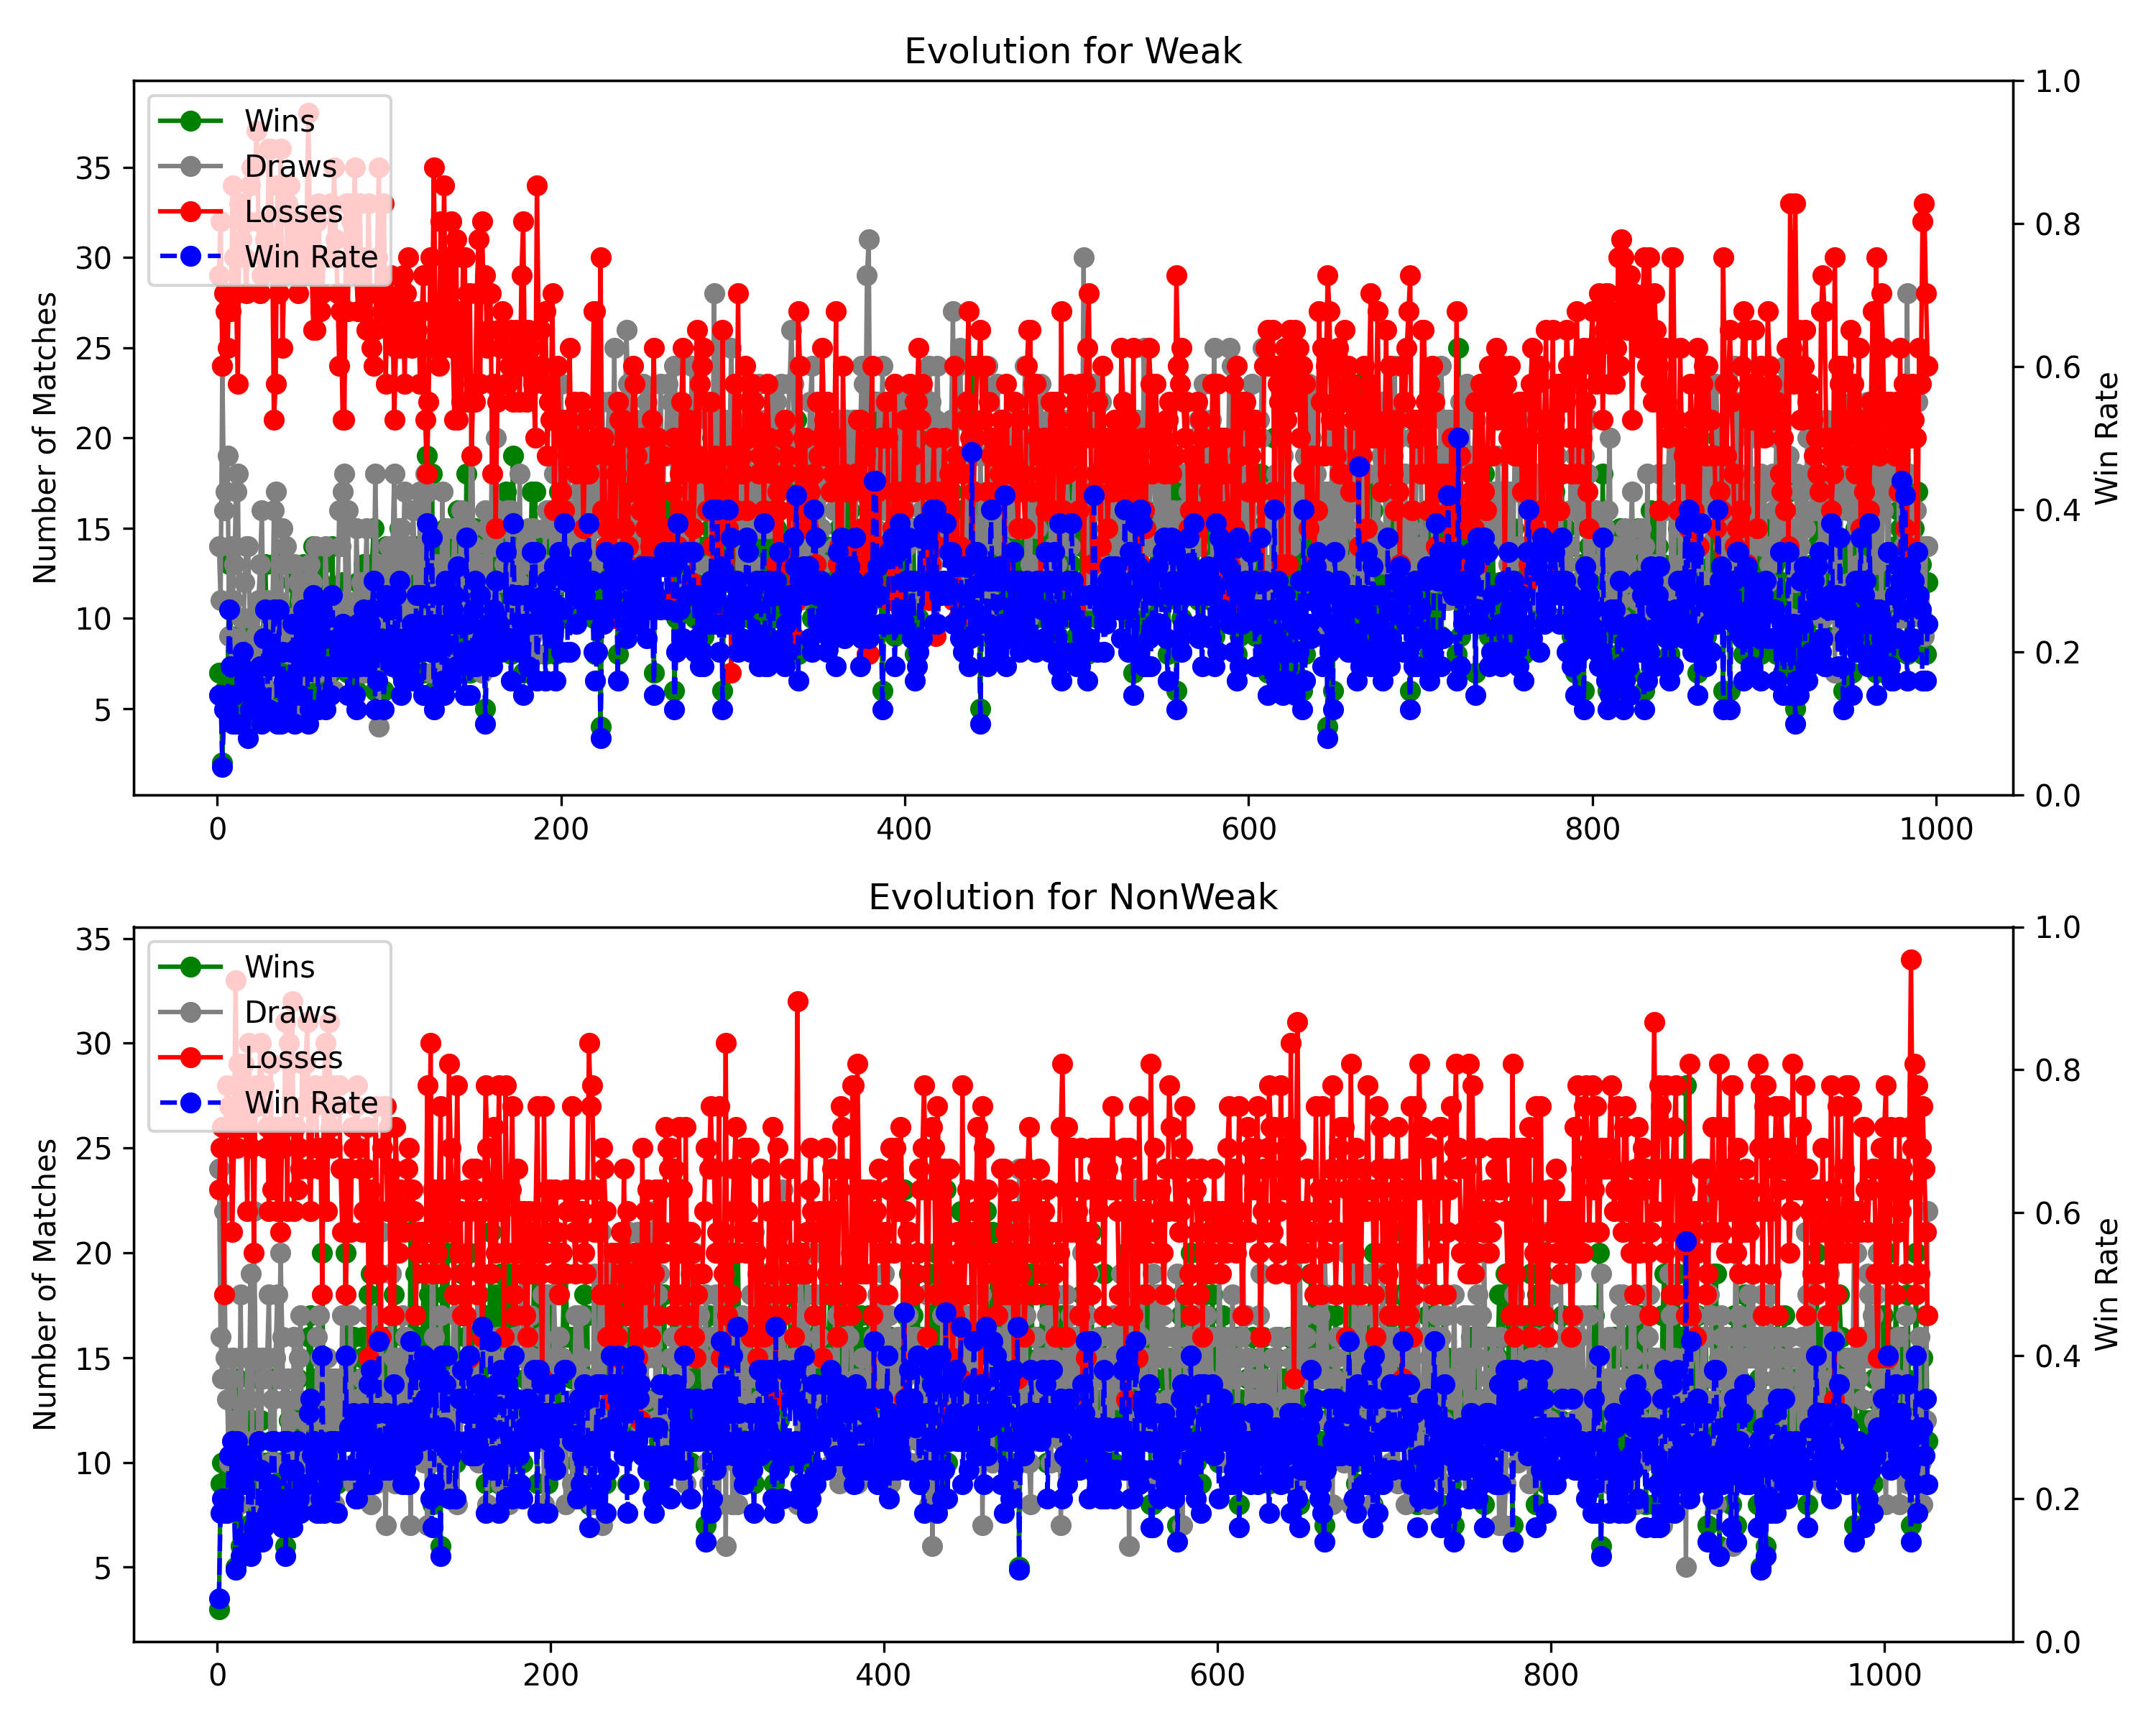 Evolution for Weak
Wins
Draws
Losses
Win Rate
35
30
25
20
15
10
5
Number of Matches
1.0
0.8
0.6
0.4
0.2
0.0
Win Rate
0 200 400 600 800 1000
Evolution for NonWeak
Wins
Draws
Losses
Win Rate
35
30
25
20
15
10
5
Number of Matches
1.0
0.8
0.6
0.4
0.2
0.0
Win Rate
0 200 400 600 800 1000